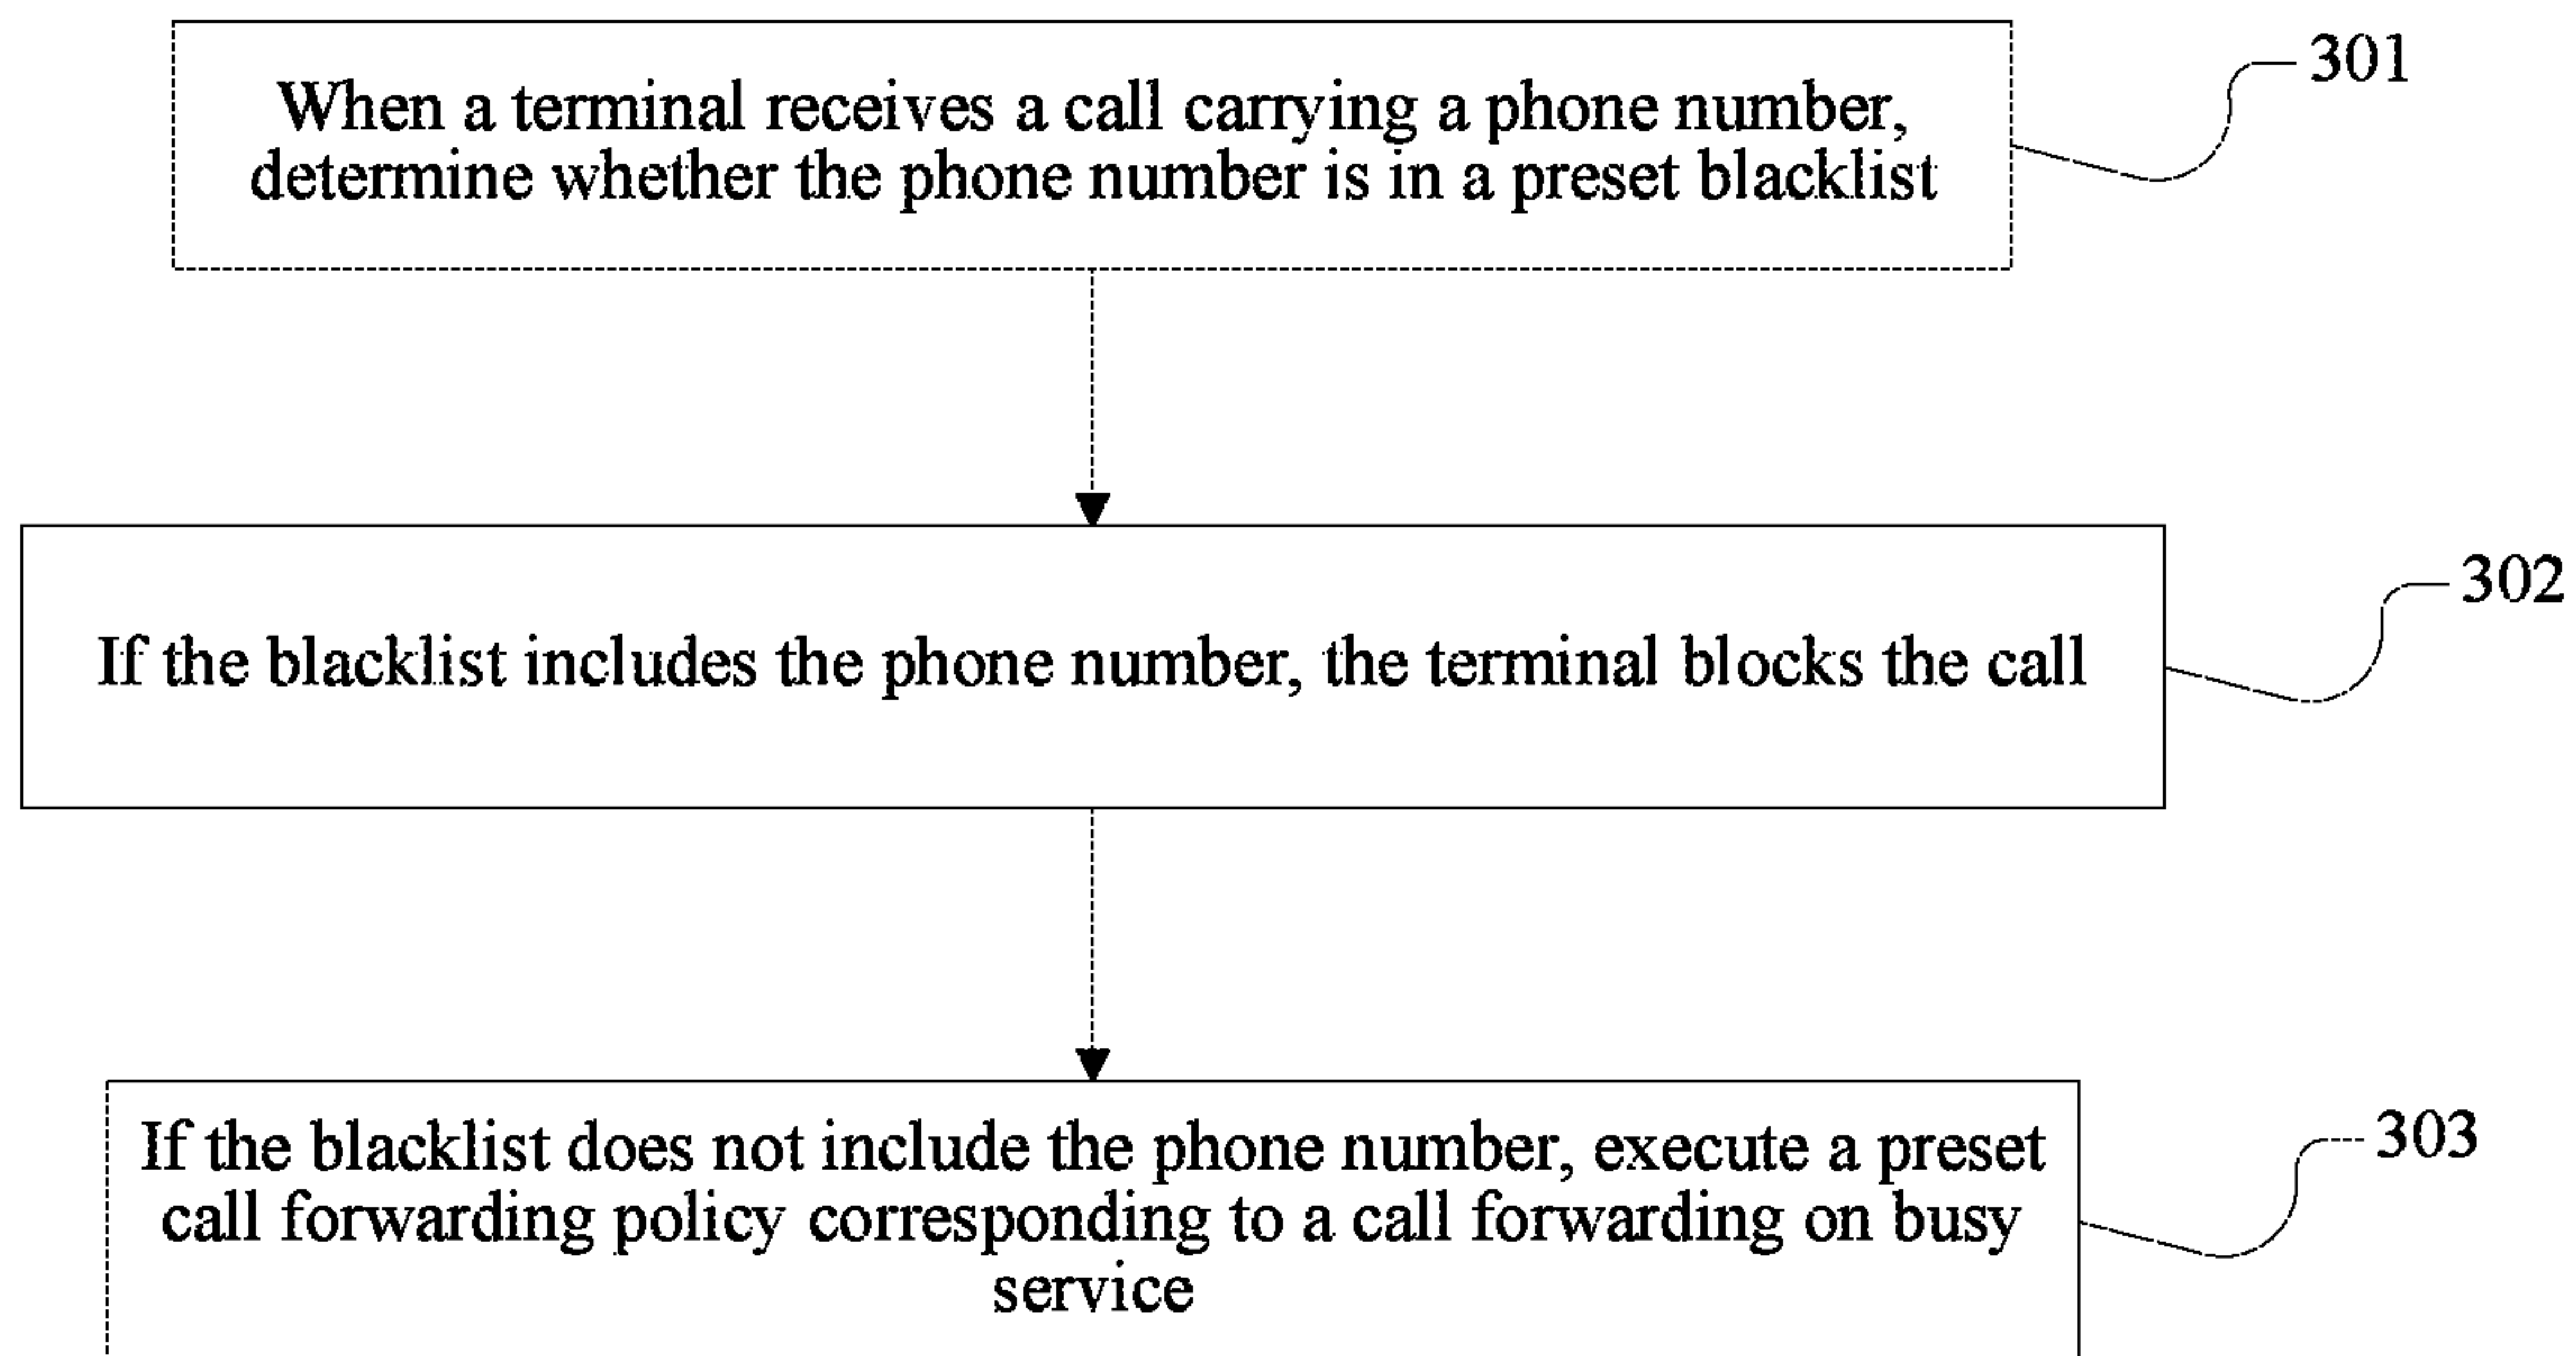 When a terminal receives a call carrying a phone number,
determine whether the phone number is in a preset blacklist
301
If the blacklist includes the phone number, the terminal blocks the call
302
If the blacklist does not include the phone number, execute a preset
call forwarding policy corresponding to a call forwarding on busy
service
303